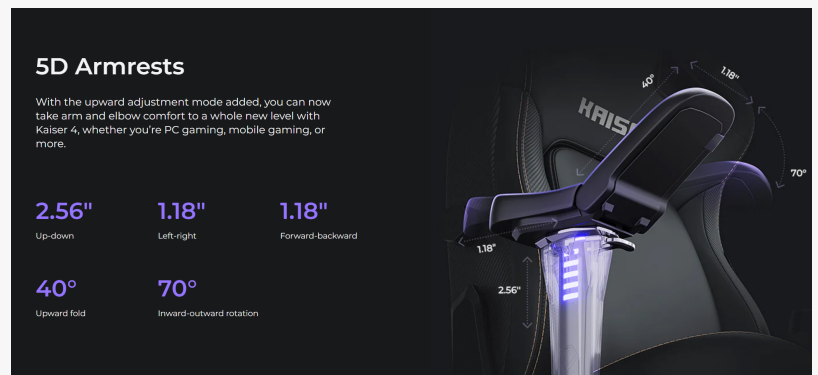 5D Armrests
With the upward adjustment mode added, you can now
take arm and elbow comfort to a whole new level with
Kaiser 4, whether you're PC gaming, mobile gaming, or
more.
2.56"
1.18"
1.18"
Up-down
Left-right
Forward-backward
40°
70°
Upward fold
Inward-outward rotation
KAIS
40°
1.18"
70°
1.18"
2.56"